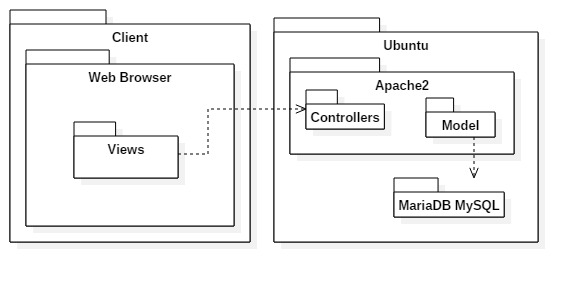 Client
Web Browser
Views
Ubuntu
Apache2
Controllers
Model
MariaDB MySQL